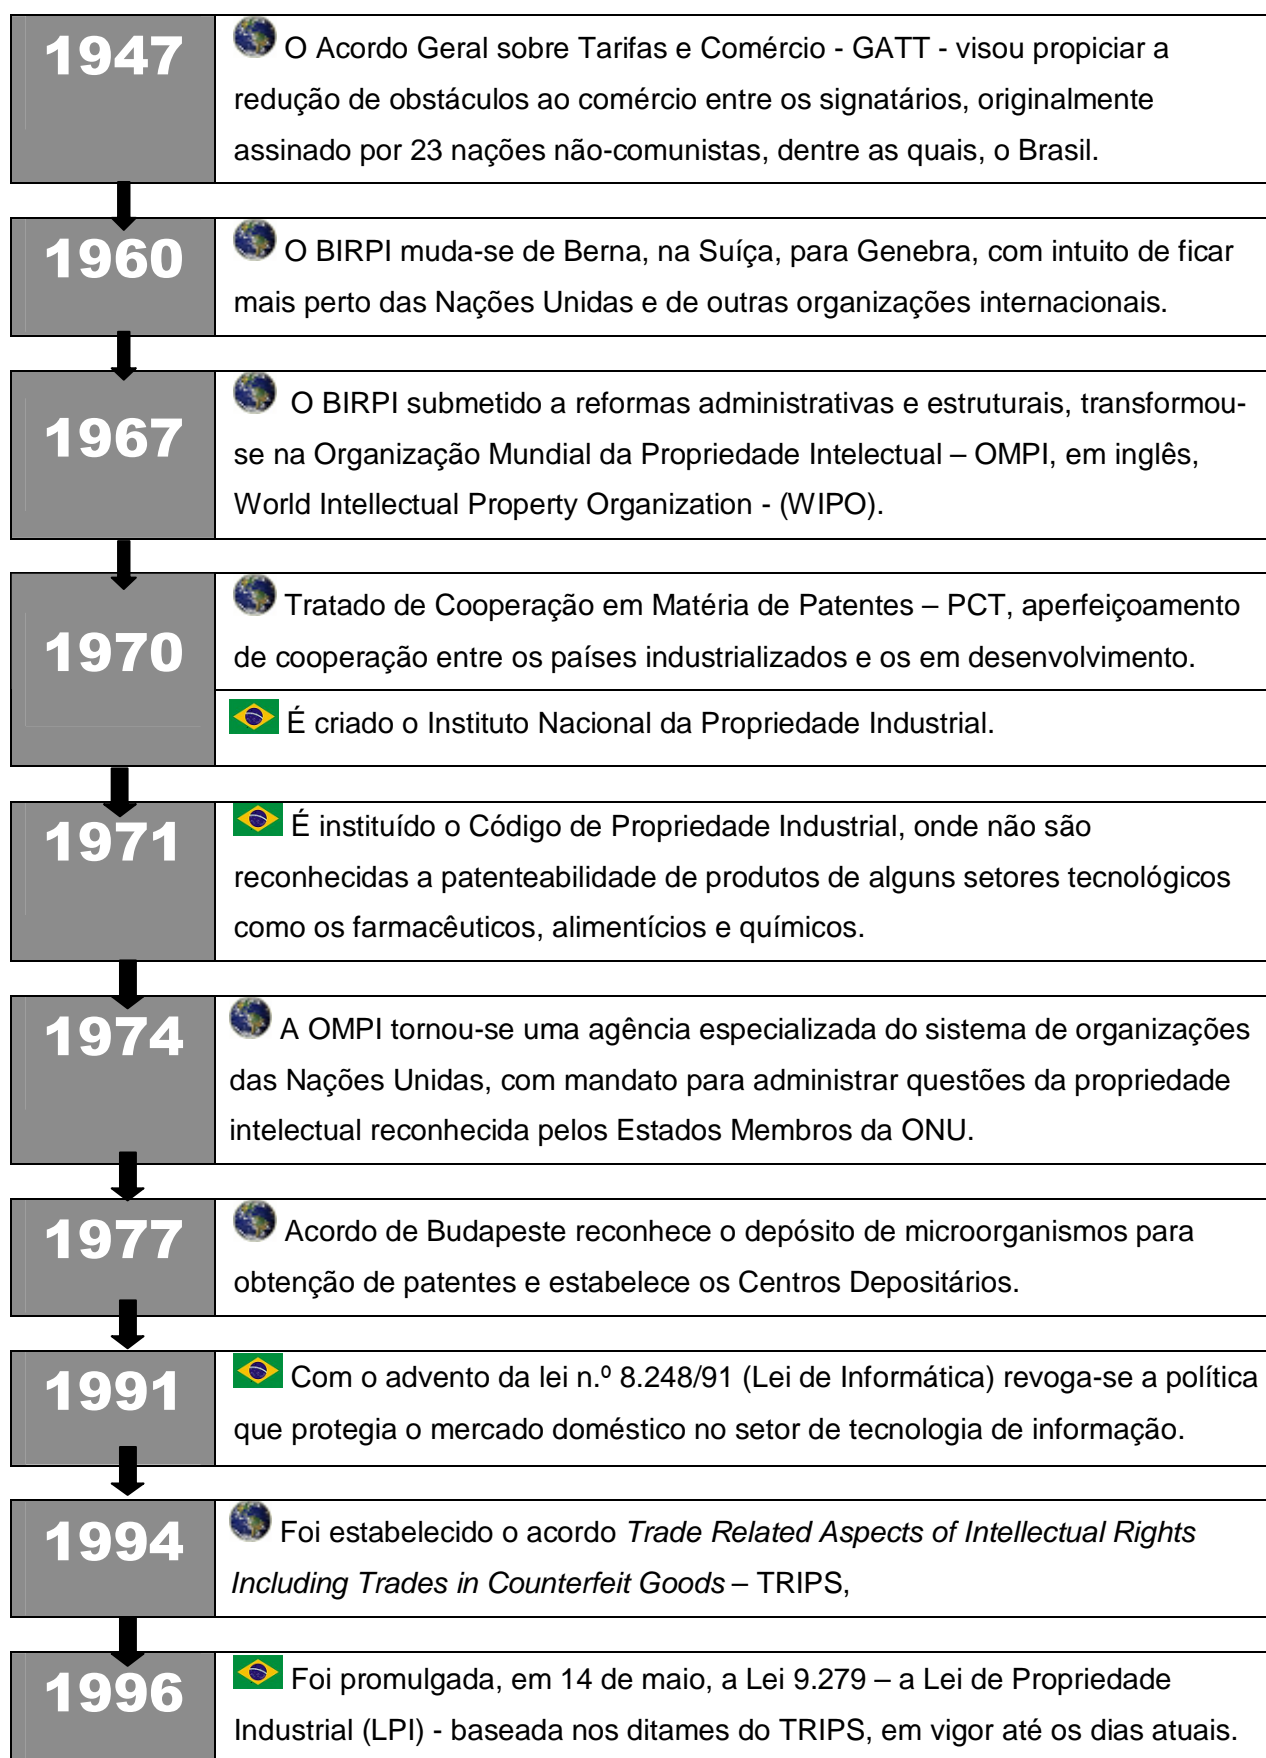 1947
O Acordo Geral sobre Tarifas e Comércio - GATT - visou propiciar a
redução de obstáculos ao comércio entre os signatários, originalmente
assinado por 23 nações não-comunistas, dentre as quais, o Brasil.
1960
O BIRPI muda-se de Berna, na Suíça, para Genebra, com intuito de ficar
mais perto das Nações Unidas e de outras organizações internacionais.
1967
O BIRPI submetido a reformas administrativas e estruturais, transformou-
se na Organização Mundial da Propriedade Intelectual – OMPI, em inglês,
World Intellectual Property Organization - (WIPO).
1970
Tratado de Cooperação em Matéria de Patentes – PCT, aperfeiçoamento
de cooperação entre os países industrializados e os em desenvolvimento.
É criado o Instituto Nacional da Propriedade Industrial.
1971
É instituído o Código de Propriedade Industrial, onde não são
reconhecidas a patenteabilidade de produtos de alguns setores tecnológicos
como os farmacêuticos, alimentícios e químicos.
1974
A OMPI tornou-se uma agência especializada do sistema de organizações
das Nações Unidas, com mandato para administrar questões da propriedade
intelectual reconhecida pelos Estados Membros da ONU.
1977
Acordo de Budapeste reconhece o depósito de microorganismos para
obtenção de patentes e estabelece os Centros Depositários.
1991
Com o advento da lei n.º 8.248/91 (Lei de Informática) revoga-se a política
que protegia o mercado doméstico no setor de tecnologia de informação.
1994
Foi estabelecido o acordo Trade Related Aspects of Intellectual Rights
Including Trades in Counterfeit Goods – TRIPS,
1996
Foi promulgada, em 14 de maio, a Lei 9.279 – a Lei de Propriedade
Industrial (LPI) - baseada nos ditames do TRIPS, em vigor até os dias atuais.